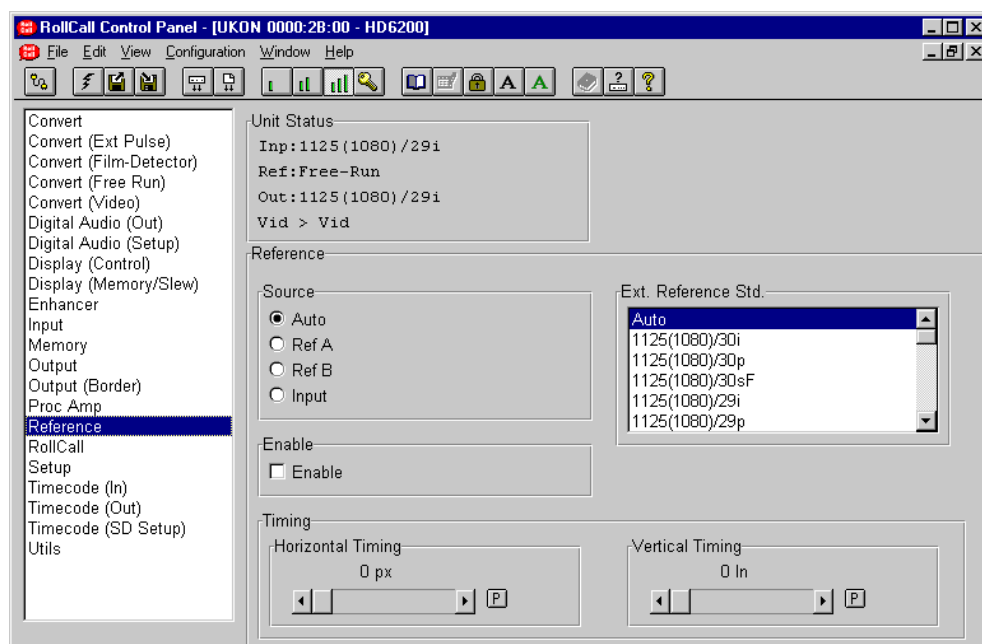 RollCall Control Panel - [UKON 0000:2B:00 - HD6200]
File Edit View Configuration Window Help
A A
Convert
Convert (Ext Pulse)
Convert (Film-Detector)
Convert (Free Run)
Convert (Video)
Digital Audio (Out)
Digital Audio (Setup)
Display (Control)
Display (Memory/Slew)
Enhancer
Input
Memory
Output
Output (Border)
Proc Amp
Reference
RollCall
Setup
Timecode (In)
Timecode (Out)
Timecode (SD Setup)
Utils
Unit Status
Inp:1125(1080)/29i
Ref:Free-Run
Out:1125(1080)/29i
Vid > Vid
Reference
Source
Auto
Ref A
Ref B
Input
Ext. Reference Std.
Auto
1125(1080)/30i
1125(1080)/30p
1125(1080)/30sF
1125(1080)/29i
1125(1080)/29p
Enable
Enable
Timing
Horizontal Timing
0 px
P
Vertical Timing
0 ln
P